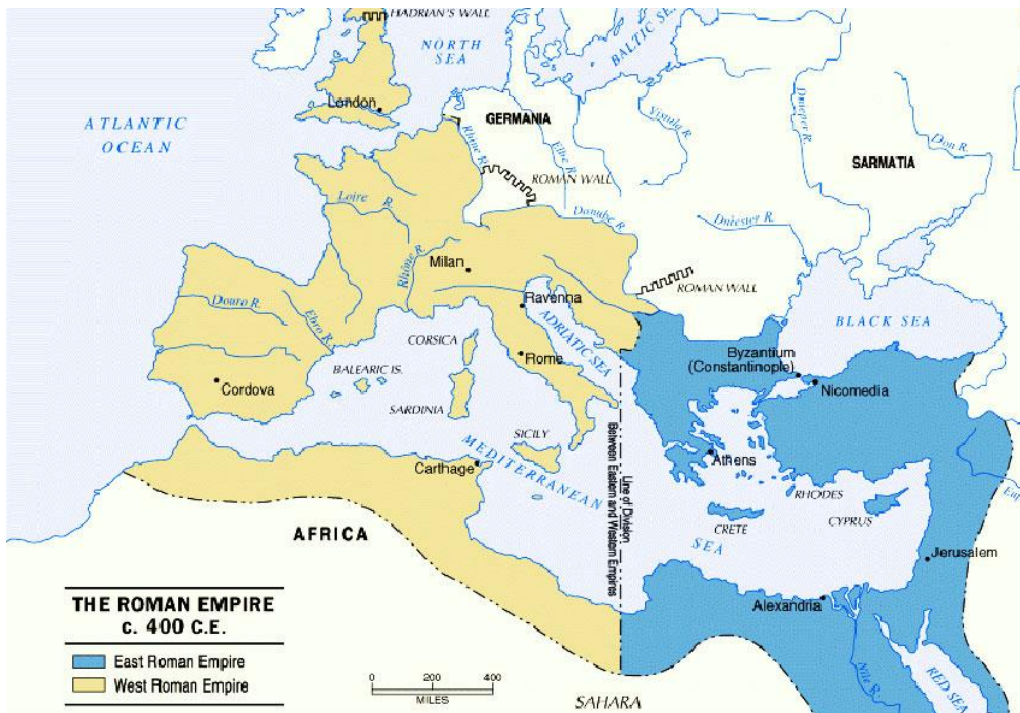 HADRIAN'S WALL
NORTH
SEA
BALTIC SEA
London
ATLANTIC
OCEAN
GERMANIA
Rhine R.
Elbe R.
Vistula R.
Dnieper R.
Don R.
SARMATIA
ROMAN WALL
Loire R.
Danube R.
Dniester R.
Milan
Rhône R.
ROMAN WALL
Ravenna
Douro R.
Ebro R.
CORSICA
ADRIATIC SEA
BLACK SEA
Rome
Byzantium
(Constantinople)
BALEARIC IS.
Cordova
Nicomedia
SARDINIA
SICILY
MEDITERRANEAN
Carthage
Athens
Line of Division
Between Eastern and Western Empires
RHODES
CRETE
CYPRUS
SEA
AFRICA
Jerusalem
Alexandria
THE ROMAN EMPIRE
c. 400 C.E.
East Roman Empire
West Roman Empire
0 200 400
MILES
SAHARA
Nile R.
RED SEA